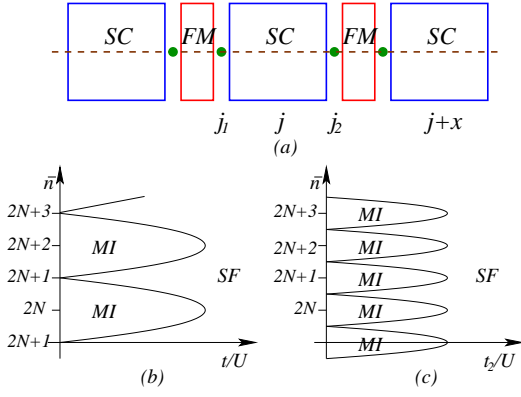 SC FM SC FM SC
j₁ j j₂ j+x
(a)
n̄ n̄
2N+3 2N+3
MI MI
2N+2 2N+2
MI
2N+1 SF 2N+1 MI SF
MI
2N 2N MI
2N+1 MI
t/U t₂/U
(b) (c)